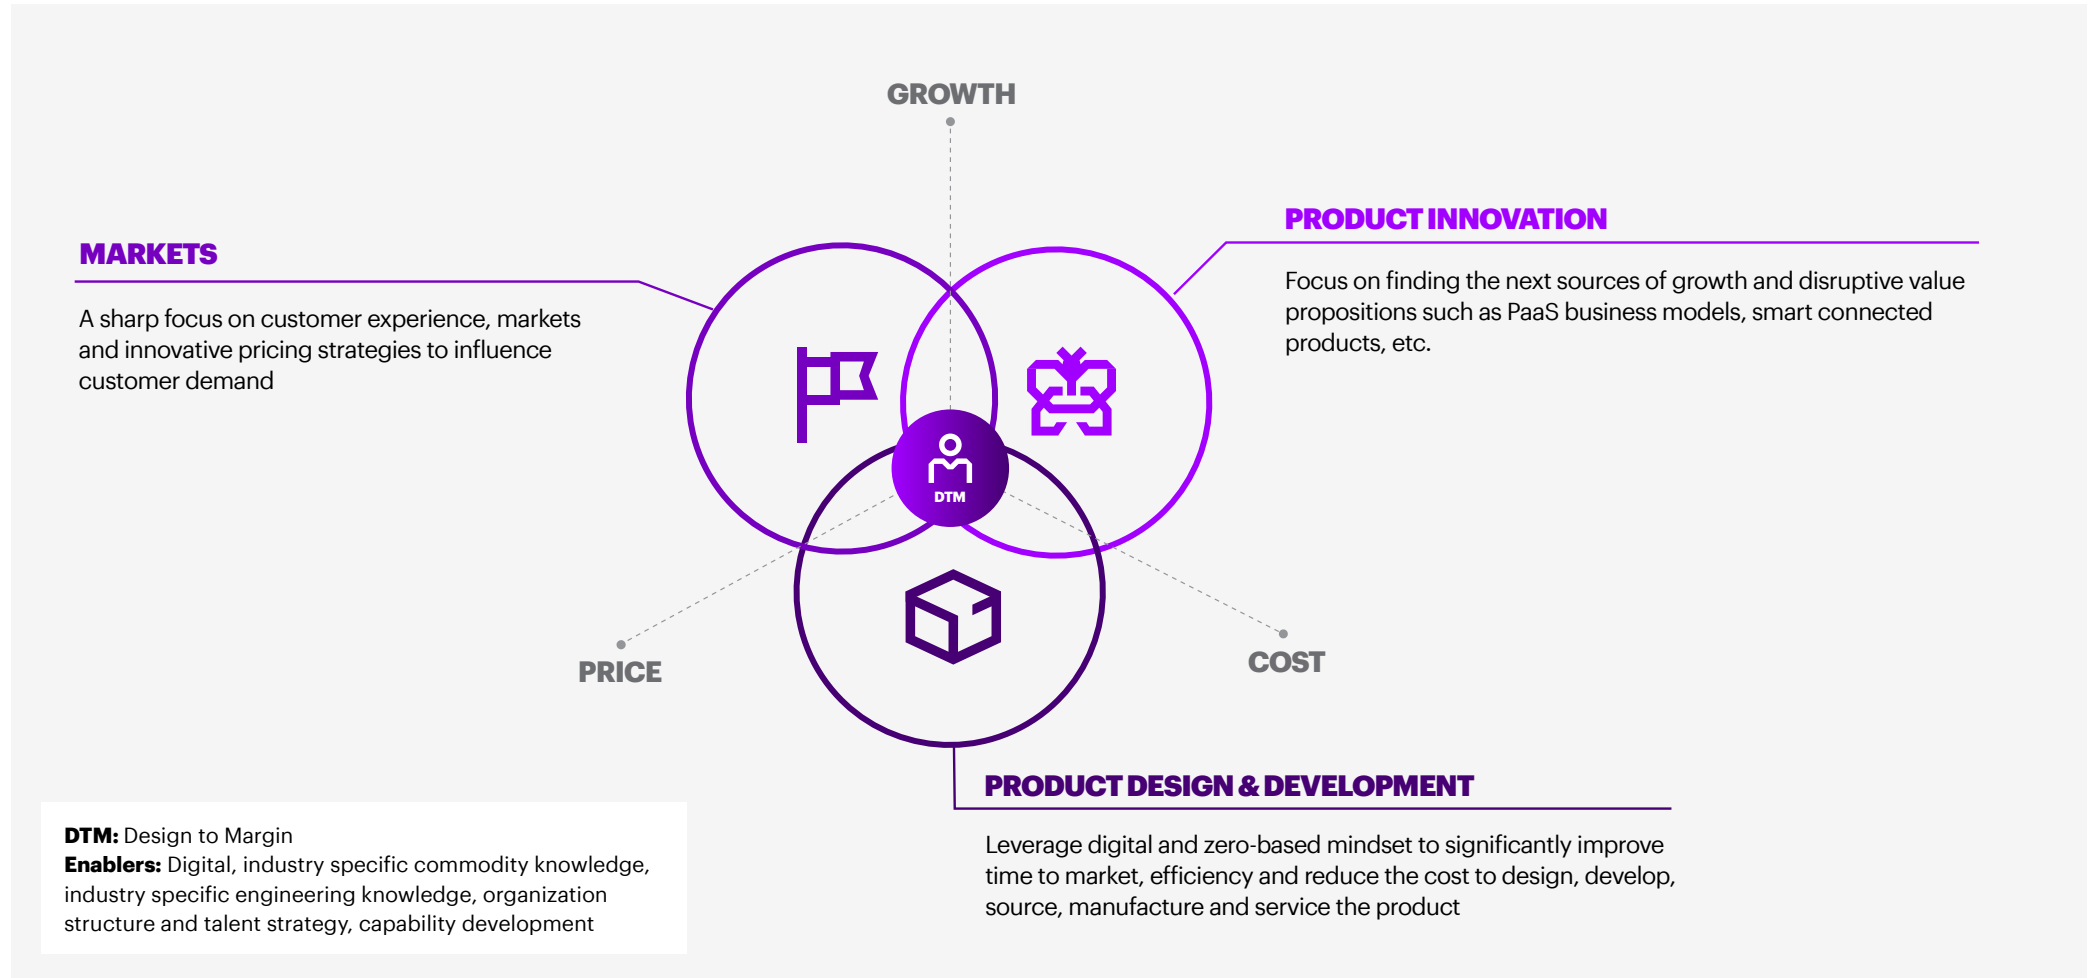 GROWTH
MARKETS
A sharp focus on customer experience, markets
and innovative pricing strategies to influence
customer demand
PRODUCT INNOVATION
Focus on finding the next sources of growth and disruptive value
propositions such as PaaS business models, smart connected
products, etc.
DTM
PRICE
COST
PRODUCT DESIGN & DEVELOPMENT
Leverage digital and zero-based mindset to significantly improve
time to market, efficiency and reduce the cost to design, develop,
source, manufacture and service the product
DTM: Design to Margin
Enablers: Digital, industry specific commodity knowledge,
industry specific engineering knowledge, organization
structure and talent strategy, capability development